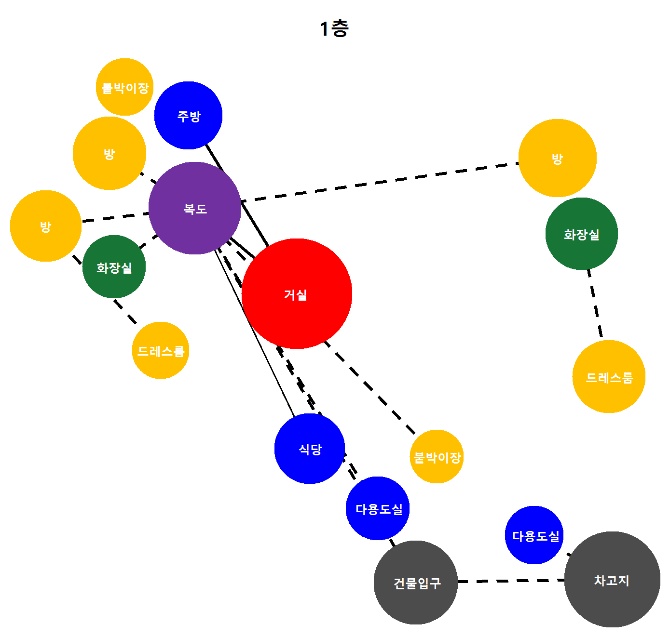 1층
붙박이장
주방
방
방
복도
방
화장실
화장실
거실
드레스룸
드레스룸
식당
붙박이장
다용도실
다용도실
건물입구
차고지